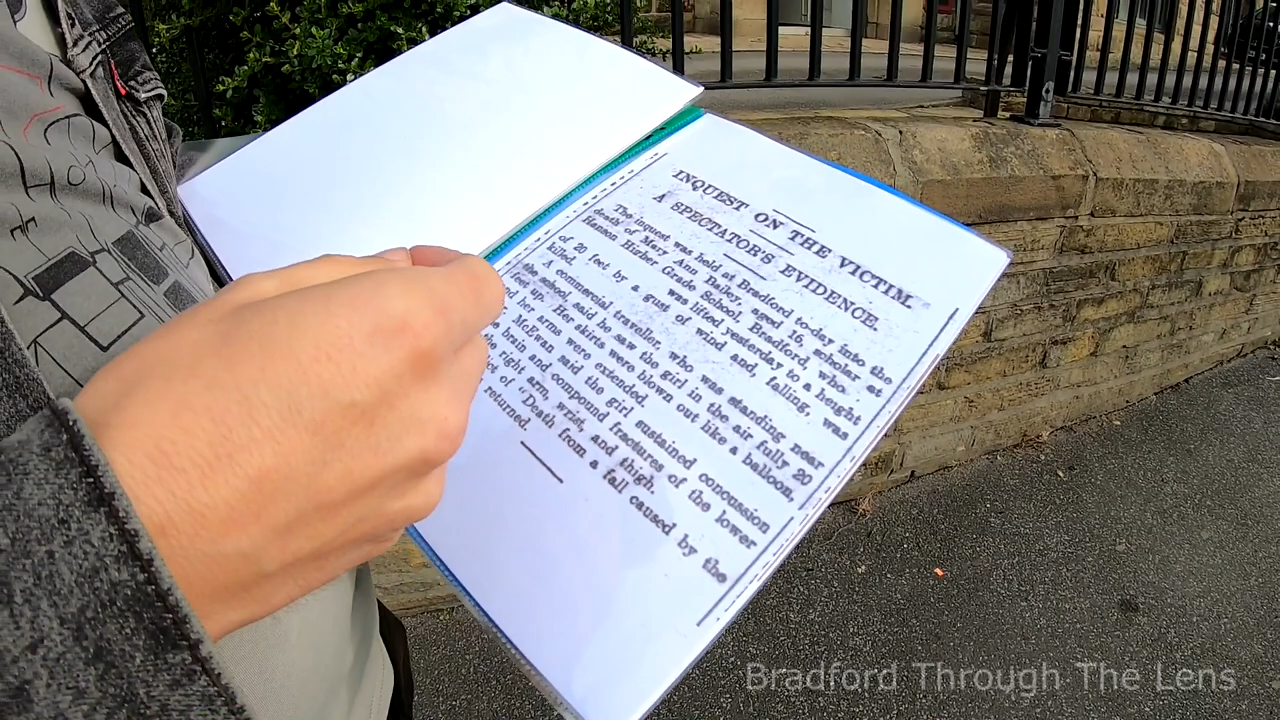 INQUEST ON THE VICTIM.
A SPECTATOR'S EVIDENCE.
The inquest was held at Bradford to-day into the
death of Mary Ann Bailey, aged 16, scholar at
Hanson Higher Grade School, Bradford, who
was lifted yesterday to a height
of 20 feet by a gust of wind and, falling, was
killed.
A commercial traveller, who was standing near
the school, said he saw the girl in the air fully 20
feet up. Her skirts were blown out like a balloon,
and her arms were extended.
McEwan said the girl sustained concussion
brain and compound fractures of the lower
right arm, wrist, and thigh.
of "Death from a fall caused by the
returned.
Bradford Through The Lens